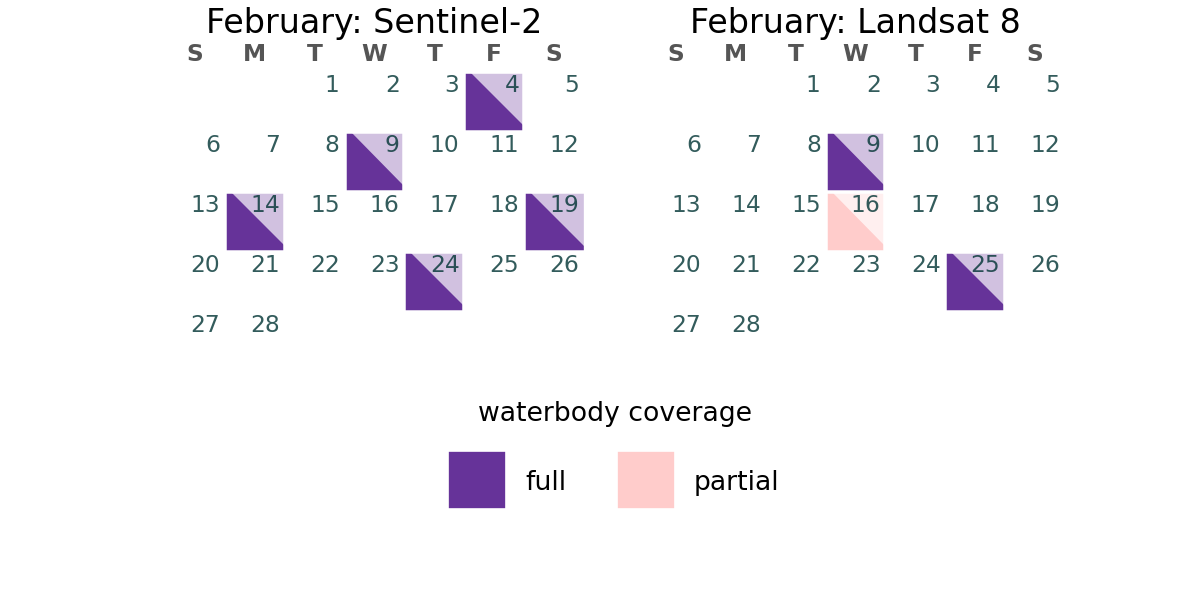 February: Sentinel-2
S M T W T F S
1 2 3 4 5
6 7 8 9 10 11 12
13 14 15 16 17 18 19
20 21 22 23 24 25 26
27 28
February: Landsat 8
S M T W T F S
1 2 3 4 5
6 7 8 9 10 11 12
13 14 15 16 17 18 19
20 21 22 23 24 25 26
27 28
waterbody coverage
full partial